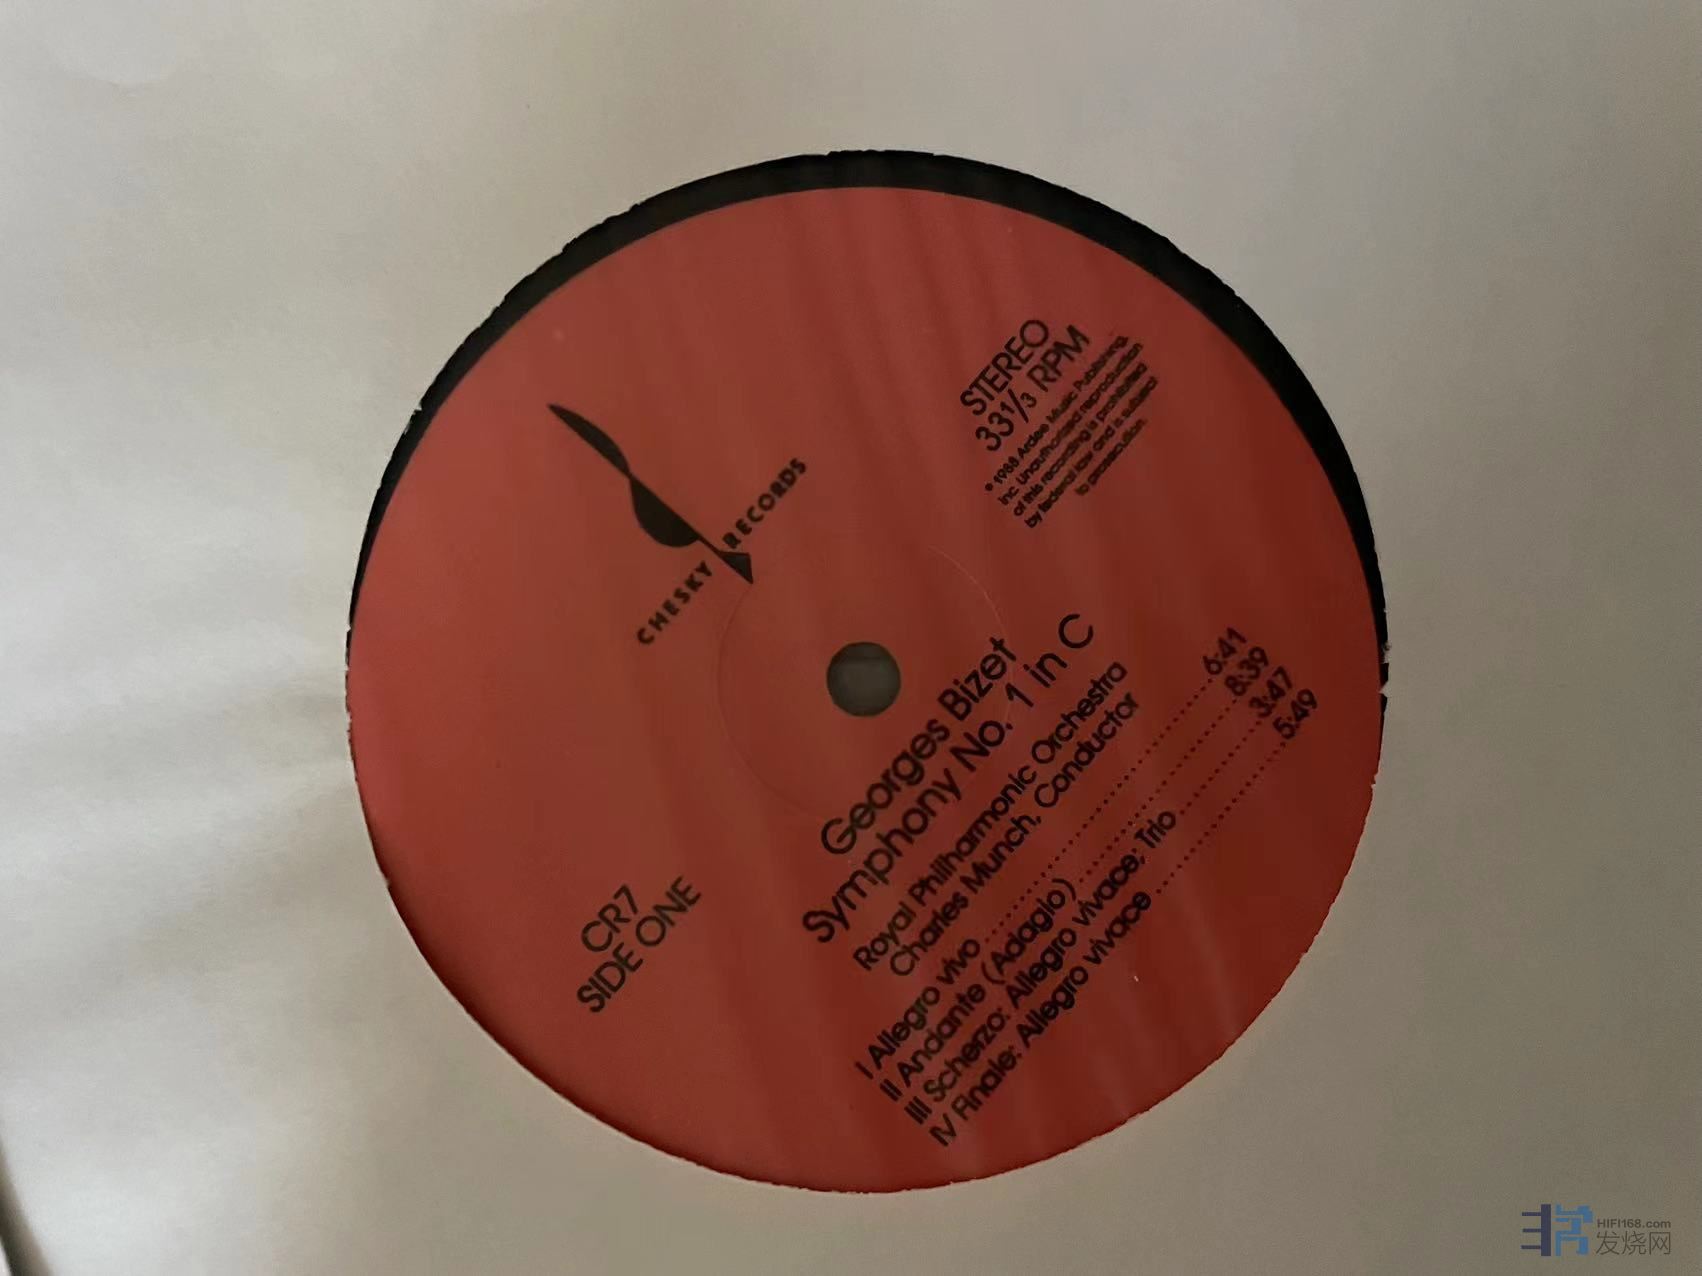 CHESKY RECORDS
STEREO
33⅓ RPM
℗ 1988 Ardee Music Publishing,
Inc. Unauthorized reproduction
of this recording is prohibited
by federal law and is subject
to prosecution.
CR7
SIDE ONE
Georges Bizet
Symphony No. 1 in C
Royal Philharmonic Orchestra
Charles Munch, Conductor
I Allegro vivo 6:41
II Andante (Adagio) 8:39
III Scherzo: Allegro vivace, Trio 3:47
IV Finale: Allegro vivace 5:49
HIFI168.com
发烧网